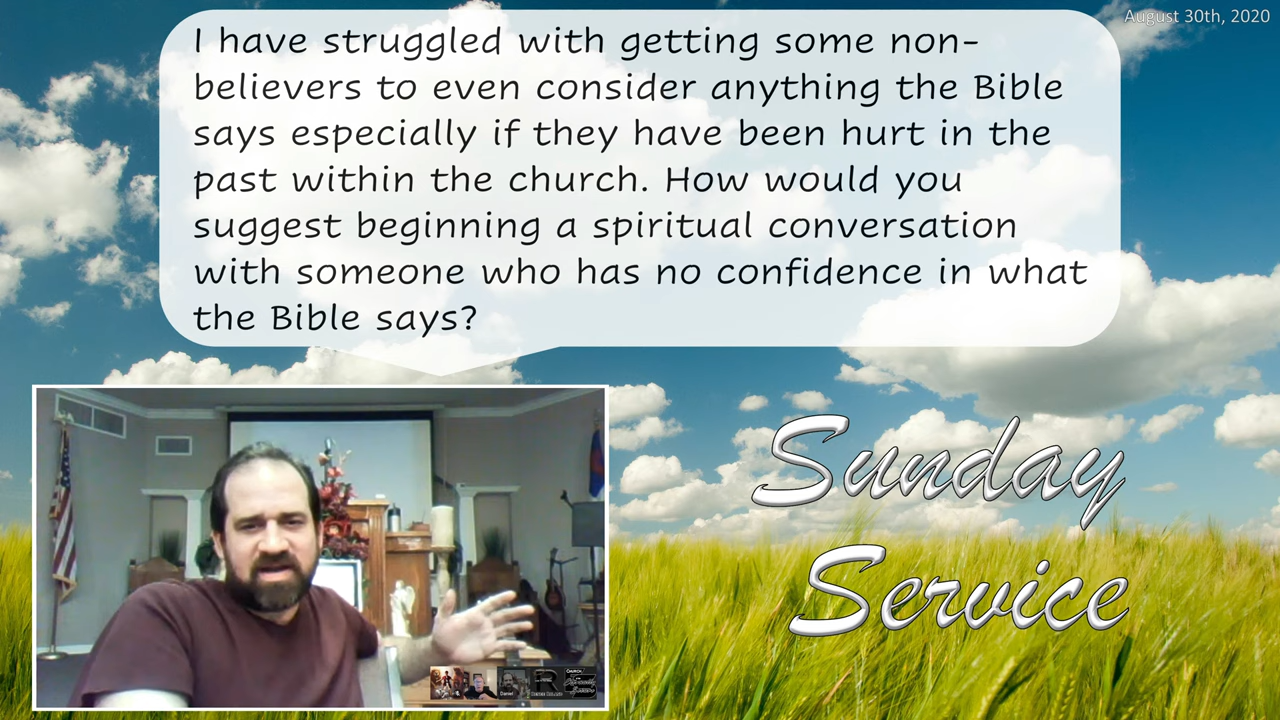 August 30th, 2020
I have struggled with getting some non-
believers to even consider anything the Bible
says especially if they have been hurt in the
past within the church. How would you
suggest beginning a spiritual conversation
with someone who has no confidence in what
the Bible says?
Sunday
Service
Daniel